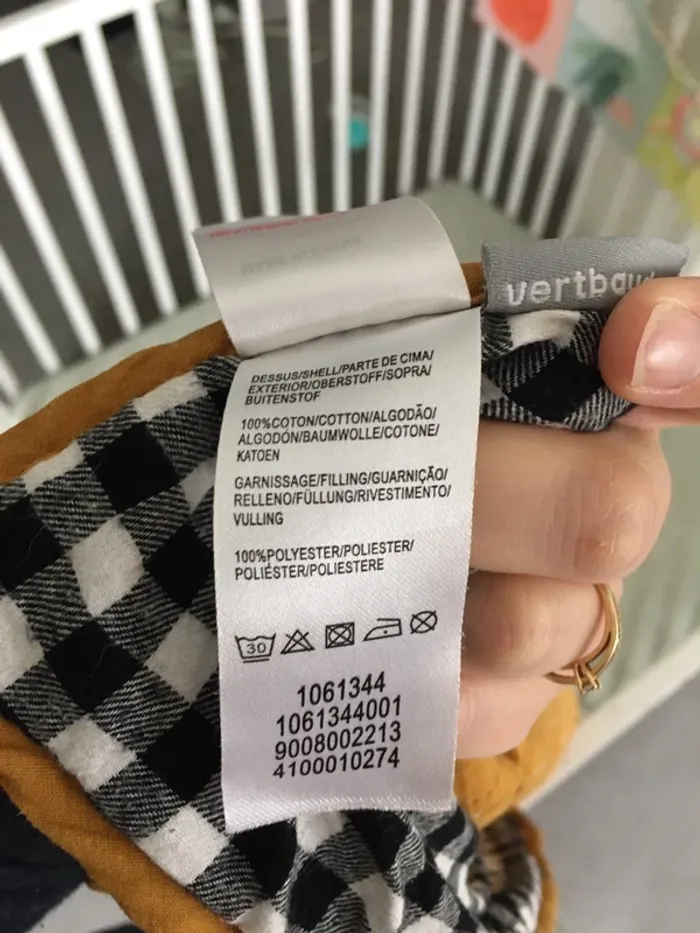 vertbau
DESSUS/SHELL/PARTE DE CIMA/
EXTERIOR/OBERSTOFF/SOPRA/
BUITENSTOF
100%COTON/COTTON/ALGODÃO/
ALGODÓN/BAUMWOLLE/COTONE/
KATOEN
GARNISSAGE/FILLING/GUARNIÇÃO/
RELLENO/FÜLLUNG/RIVESTIMENTO/
VULLING
100%POLYESTER/POLIESTER/
POLIÉSTER/POLIESTERE
30
1061344
1061344001
9008002213
4100010274